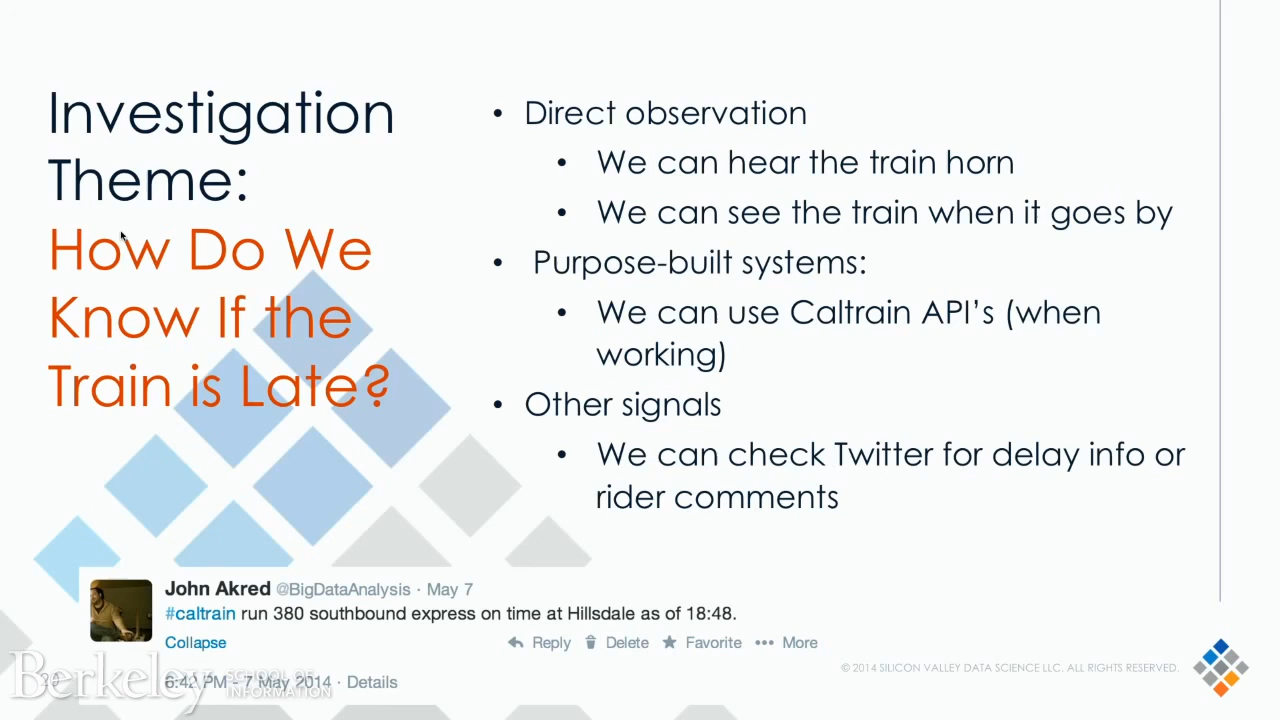 Investigation
Theme:
How Do We
Know If the
Train is Late?
• Direct observation
• We can hear the train horn
• We can see the train when it goes by
• Purpose-built systems:
• We can use Caltrain API's (when
working)
• Other signals
• We can check Twitter for delay info or
rider comments
John Akred @BigDataAnalysis · May 7
#caltrain run 380 southbound express on time at Hillsdale as of 18:48.
Collapse Reply Delete Favorite ••• More
6:42 PM - 7 May 2014 · Details
Berkeley SCHOOL OF
INFORMATION
© 2014 SILICON VALLEY DATA SCIENCE LLC. ALL RIGHTS RESERVED.